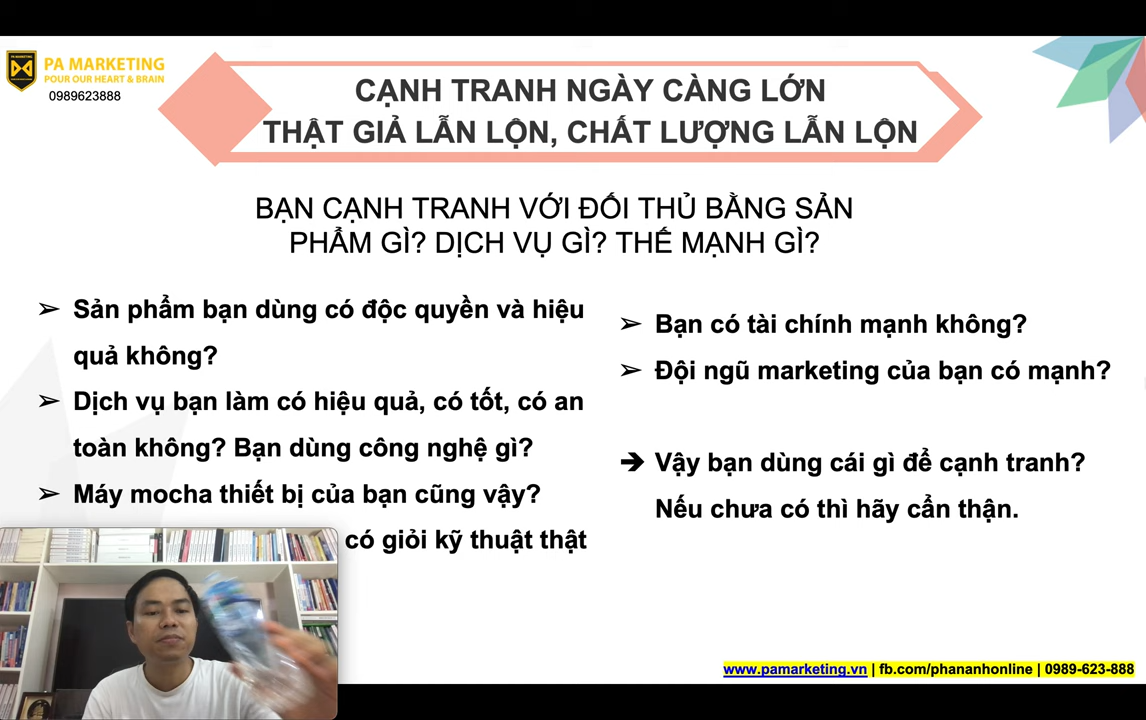 PA MARKETING
POUR OUR HEART & BRAIN
0989623888
CẠNH TRANH NGÀY CÀNG LỚN
THẬT GIẢ LẪN LỘN, CHẤT LƯỢNG LẪN LỘN
BẠN CẠNH TRANH VỚI ĐỐI THỦ BẰNG SẢN
PHẨM GÌ? DỊCH VỤ GÌ? THẾ MẠNH GÌ?
➢ Sản phẩm bạn dùng có độc quyền và hiệu
quả không?
➢ Dịch vụ bạn làm có hiệu quả, có tốt, có an
toàn không? Bạn dùng công nghệ gì?
➢ Máy mocha thiết bị của bạn cũng vậy?
có giỏi kỹ thuật thật
➢ Bạn có tài chính mạnh không?
➢ Đội ngũ marketing của bạn có mạnh?
➔ Vậy bạn dùng cái gì để cạnh tranh?
Nếu chưa có thì hãy cẩn thận.
www.pamarketing.vn | fb.com/phananhonline | 0989-623-888